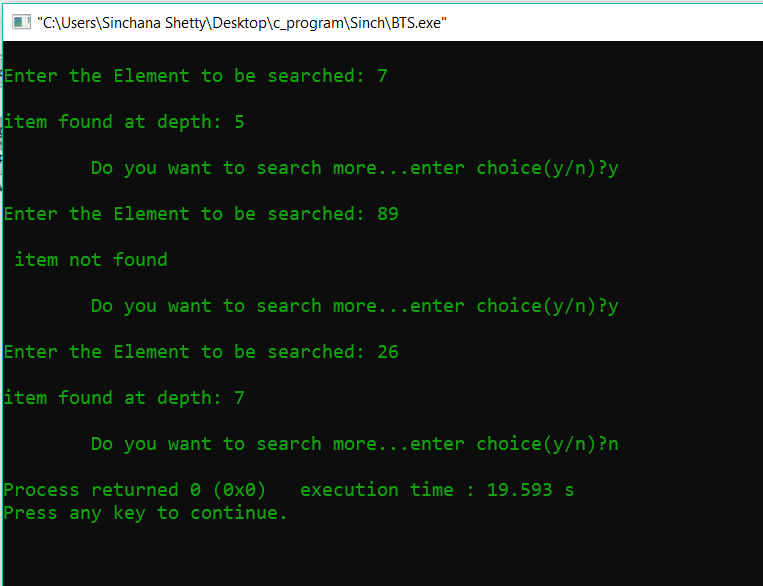 "C:\Users\Sinchana Shetty\Desktop\c_program\Sinch\BTS.exe"
Enter the Element to be searched: 7
item found at depth: 5
Do you want to search more...enter choice(y/n)?y
Enter the Element to be searched: 89
item not found
Do you want to search more...enter choice(y/n)?y
Enter the Element to be searched: 26
item found at depth: 7
Do you want to search more...enter choice(y/n)?n
Process returned 0 (0x0)   execution time : 19.593 s
Press any key to continue.